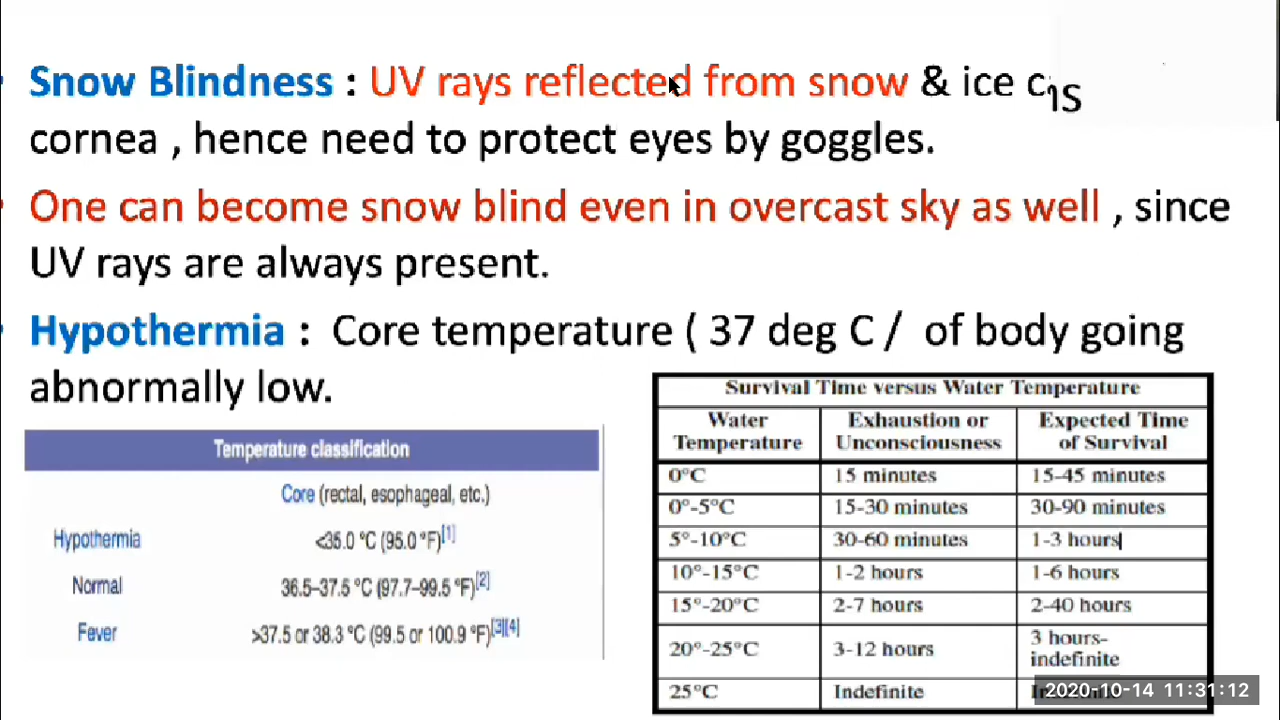 Snow Blindness : UV rays reflected from snow & ice
cornea , hence need to protect eyes by goggles.
One can become snow blind even in overcast sky as well , since
UV rays are always present.
Hypothermia : Core temperature ( 37 deg C / of body going
abnormally low.
Temperature classification
Core (rectal, esophageal, etc.)
Hypothermia <35.0 °C (95.0 °F)[1]
Normal 36.5–37.5 °C (97.7–99.5 °F)[2]
Fever >37.5 or 38.3 °C (99.5 or 100.9 °F)[3][4]
Survival Time versus Water Temperature
Water Temperature Exhaustion or Unconsciousness Expected Time of Survival
0°C 15 minutes 15-45 minutes
0°-5°C 15-30 minutes 30-90 minutes
5°-10°C 30-60 minutes 1-3 hours
10°-15°C 1-2 hours 1-6 hours
15°-20°C 2-7 hours 2-40 hours
20°-25°C 3-12 hours 3 hours-indefinite
25°C Indefinite
2020-10-14 11:31:12